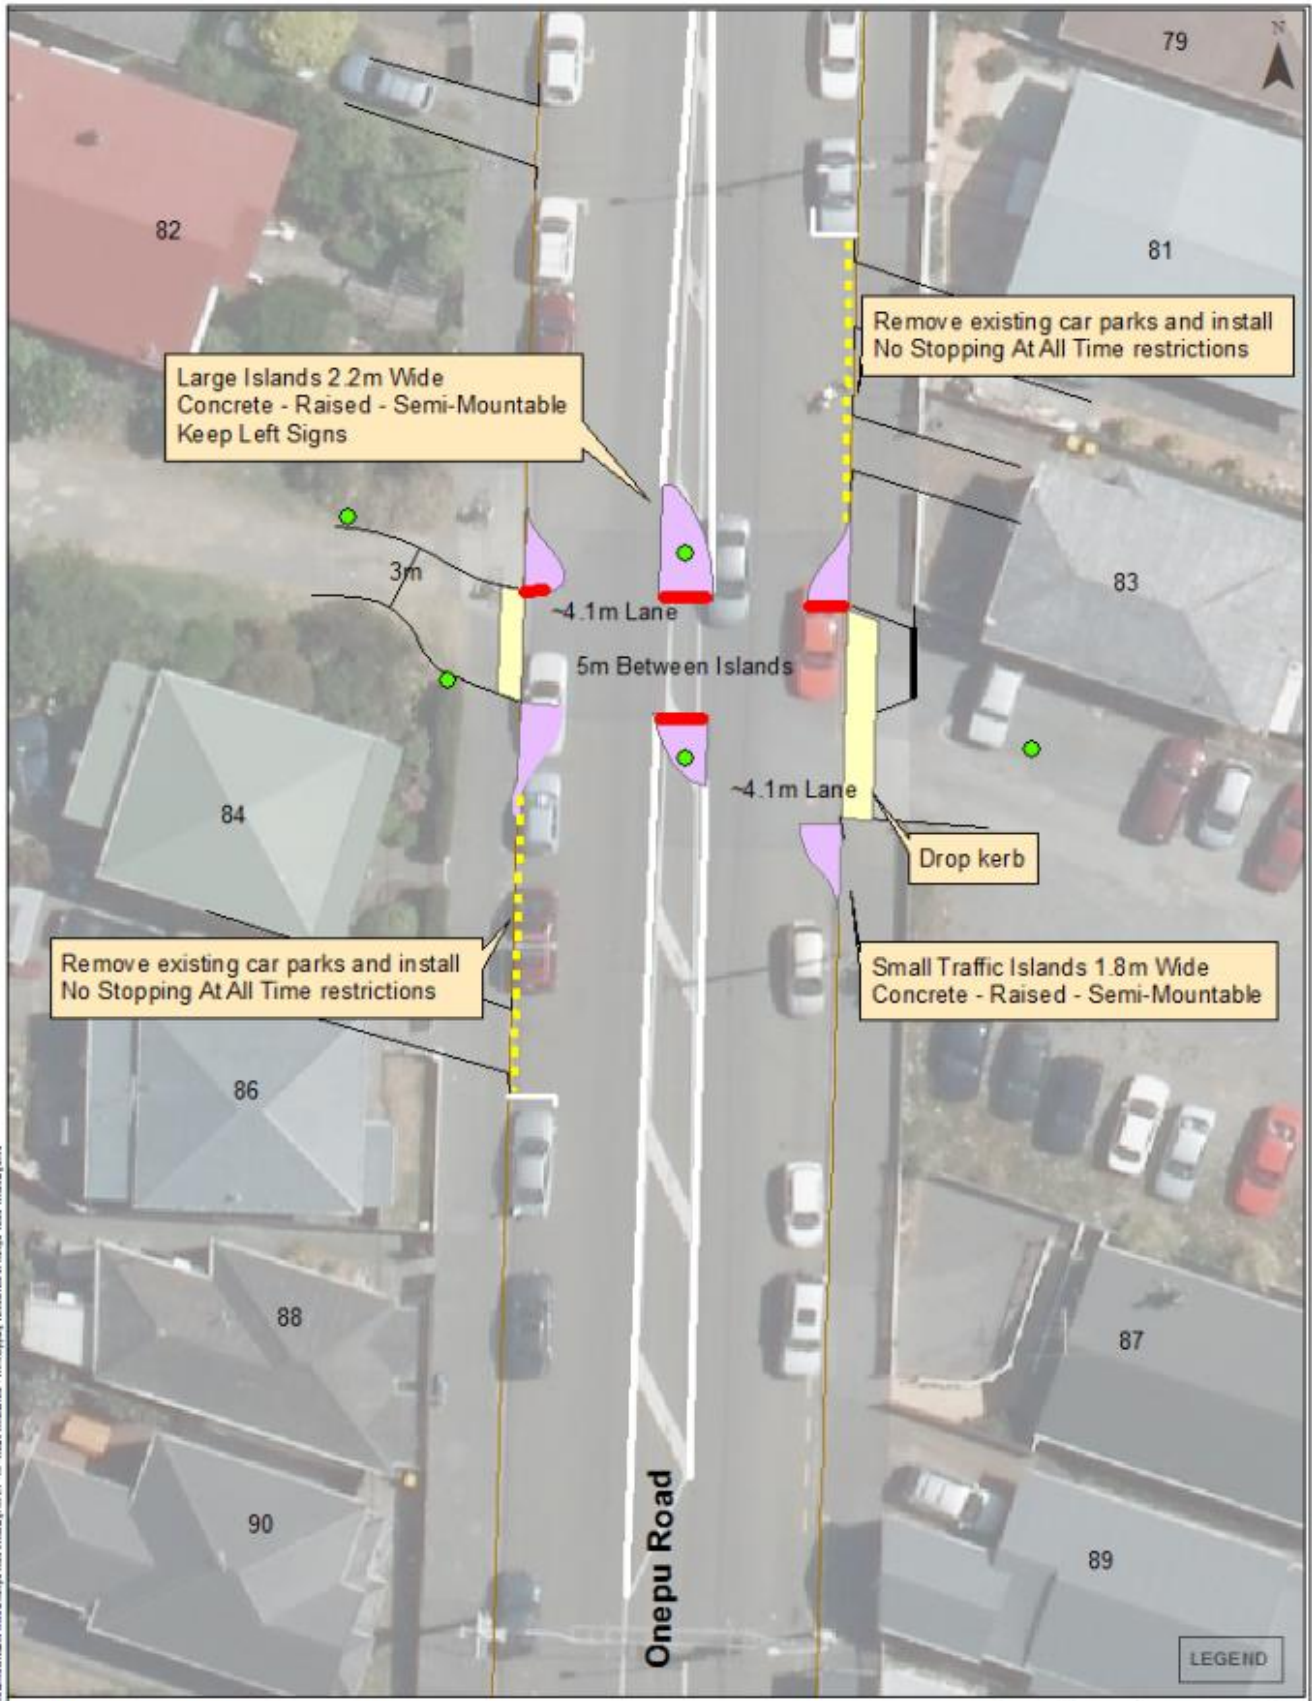 79
N
82
81
Remove existing car parks and install
No Stopping At All Time restrictions
Large Islands 2.2m Wide
Concrete - Raised - Semi-Mountable
Keep Left Signs
3m
83
~4.1m Lane
5m Between Islands
~4.1m Lane
84
Drop kerb
Remove existing car parks and install
No Stopping At All Time restrictions
Small Traffic Islands 1.8m Wide
Concrete - Raised - Semi-Mountable
86
88
87
Onepu Road
90
89
LEGEND